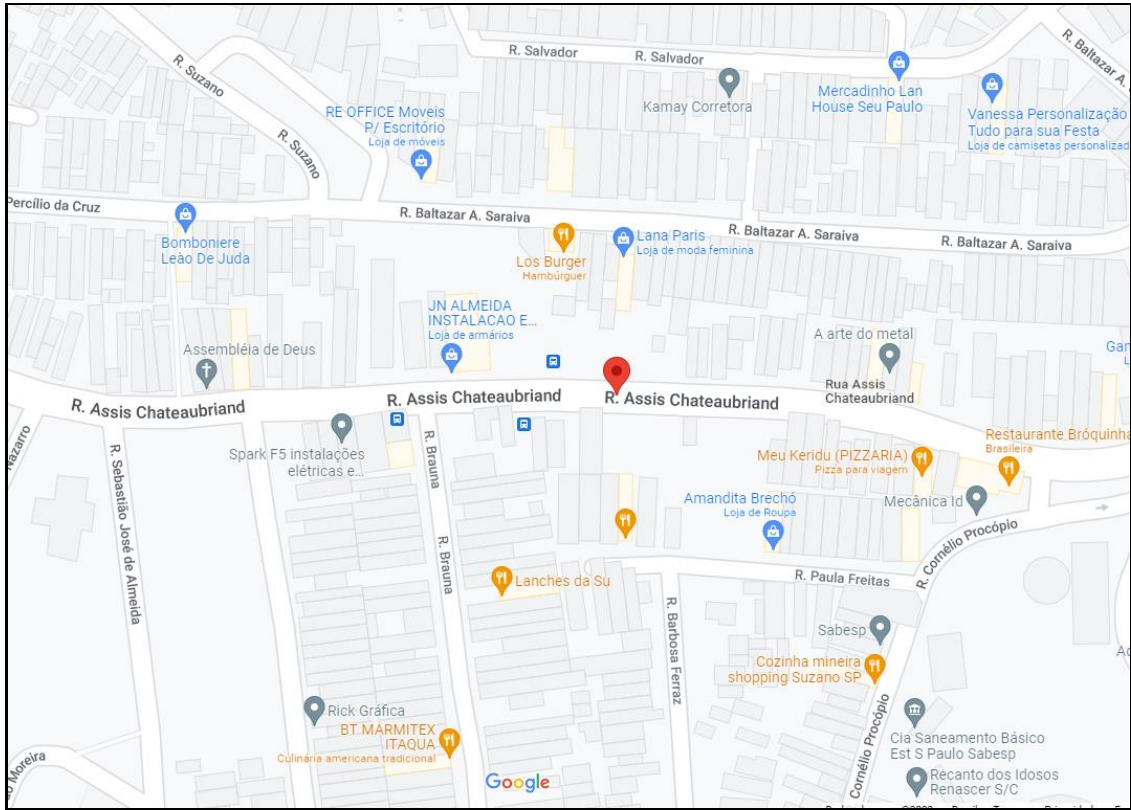 R. Salvador
R. Salvador
R. Baltazar A.
R. Suzano
Kamay Corretora
Mercadinho Lan
House Seu Paulo
Vanessa Personalização
Tudo para sua Festa
Loja de camisetas personalizad
RE OFFICE Moveis
P/ Escritório
Loja de móveis
R. Suzano
Percílio da Cruz
R. Baltazar A. Saraiva
R. Baltazar A. Saraiva
R. Baltazar A. Saraiva
Bomboniere
Leão De Juda
Los Burger
Hambúrguer
Lana Paris
Loja de moda feminina
JN ALMEIDA
INSTALACAO E...
Loja de armários
A arte do metal
Gan
Assembléia de Deus
Rua Assis
Chateaubriand
R. Assis Chateaubriand
R. Assis Chateaubriand
R. Assis Chateaubriand
Nazarro
Spark F5 instalações
elétricas e...
R. Sebastião José de Almeida
R. Brauna
Restaurante Bróquinha
Brasileira
Meu Keridu (PIZZARIA)
Pizza para viagem
Amandita Brechó
Loja de Roupa
Mecânica Id
R. Cornélio Procópio
R. Paula Freitas
R. Brauna
Lanches da Su
R. Barbosa Ferraz
Sabesp
Cozinha mineira
shopping Suzano SP
Rick Gráfica
BT MARMITEX
ITAQUA
Culinária americana tradicional
Moreira
Cornélio Procópio
Cia Saneamento Básico
Est S Paulo Sabesp
Recanto dos Idosos
Renascer S/C
Google